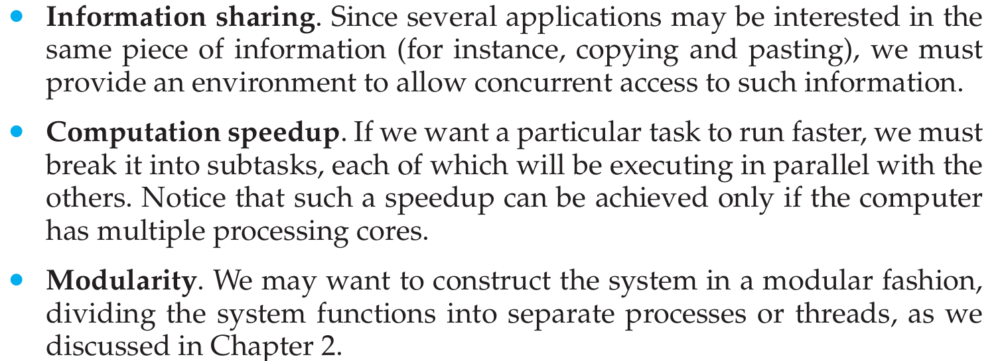 • Information sharing. Since several applications may be interested in the
same piece of information (for instance, copying and pasting), we must
provide an environment to allow concurrent access to such information.
• Computation speedup. If we want a particular task to run faster, we must
break it into subtasks, each of which will be executing in parallel with the
others. Notice that such a speedup can be achieved only if the computer
has multiple processing cores.
• Modularity. We may want to construct the system in a modular fashion,
dividing the system functions into separate processes or threads, as we
discussed in Chapter 2.